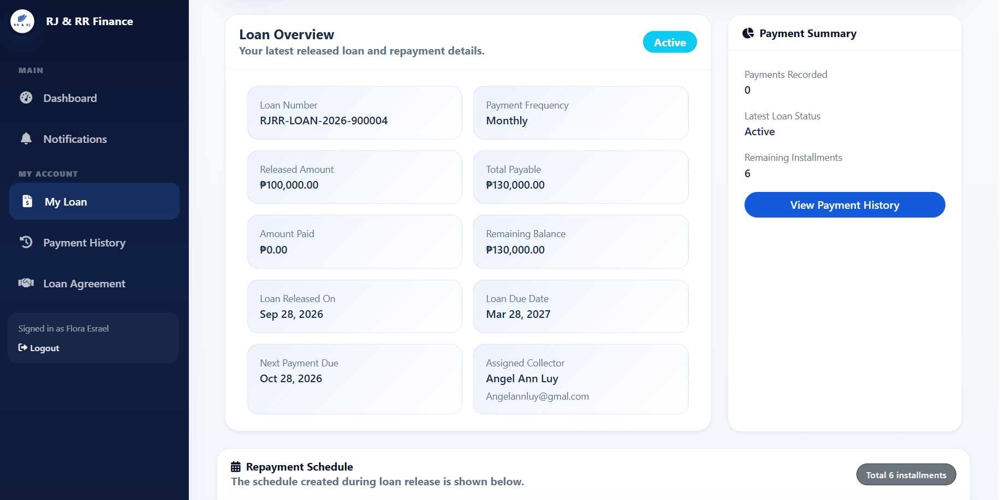 RR & RJ
RJ & RR Finance
MAIN
Dashboard
Notifications
MY ACCOUNT
My Loan
Payment History
Loan Agreement
Signed in as Flora Esrael
Logout
Loan Overview
Your latest released loan and repayment details.
Active
Loan Number
RJRR-LOAN-2026-900004
Payment Frequency
Monthly
Released Amount
₱100,000.00
Total Payable
₱130,000.00
Amount Paid
₱0.00
Remaining Balance
₱130,000.00
Loan Released On
Sep 28, 2026
Loan Due Date
Mar 28, 2027
Next Payment Due
Oct 28, 2026
Assigned Collector
Angel Ann Luy
Angelannluy@gmal.com
Payment Summary
Payments Recorded
0
Latest Loan Status
Active
Remaining Installments
6
View Payment History
Repayment Schedule
The schedule created during loan release is shown below.
Total 6 installments